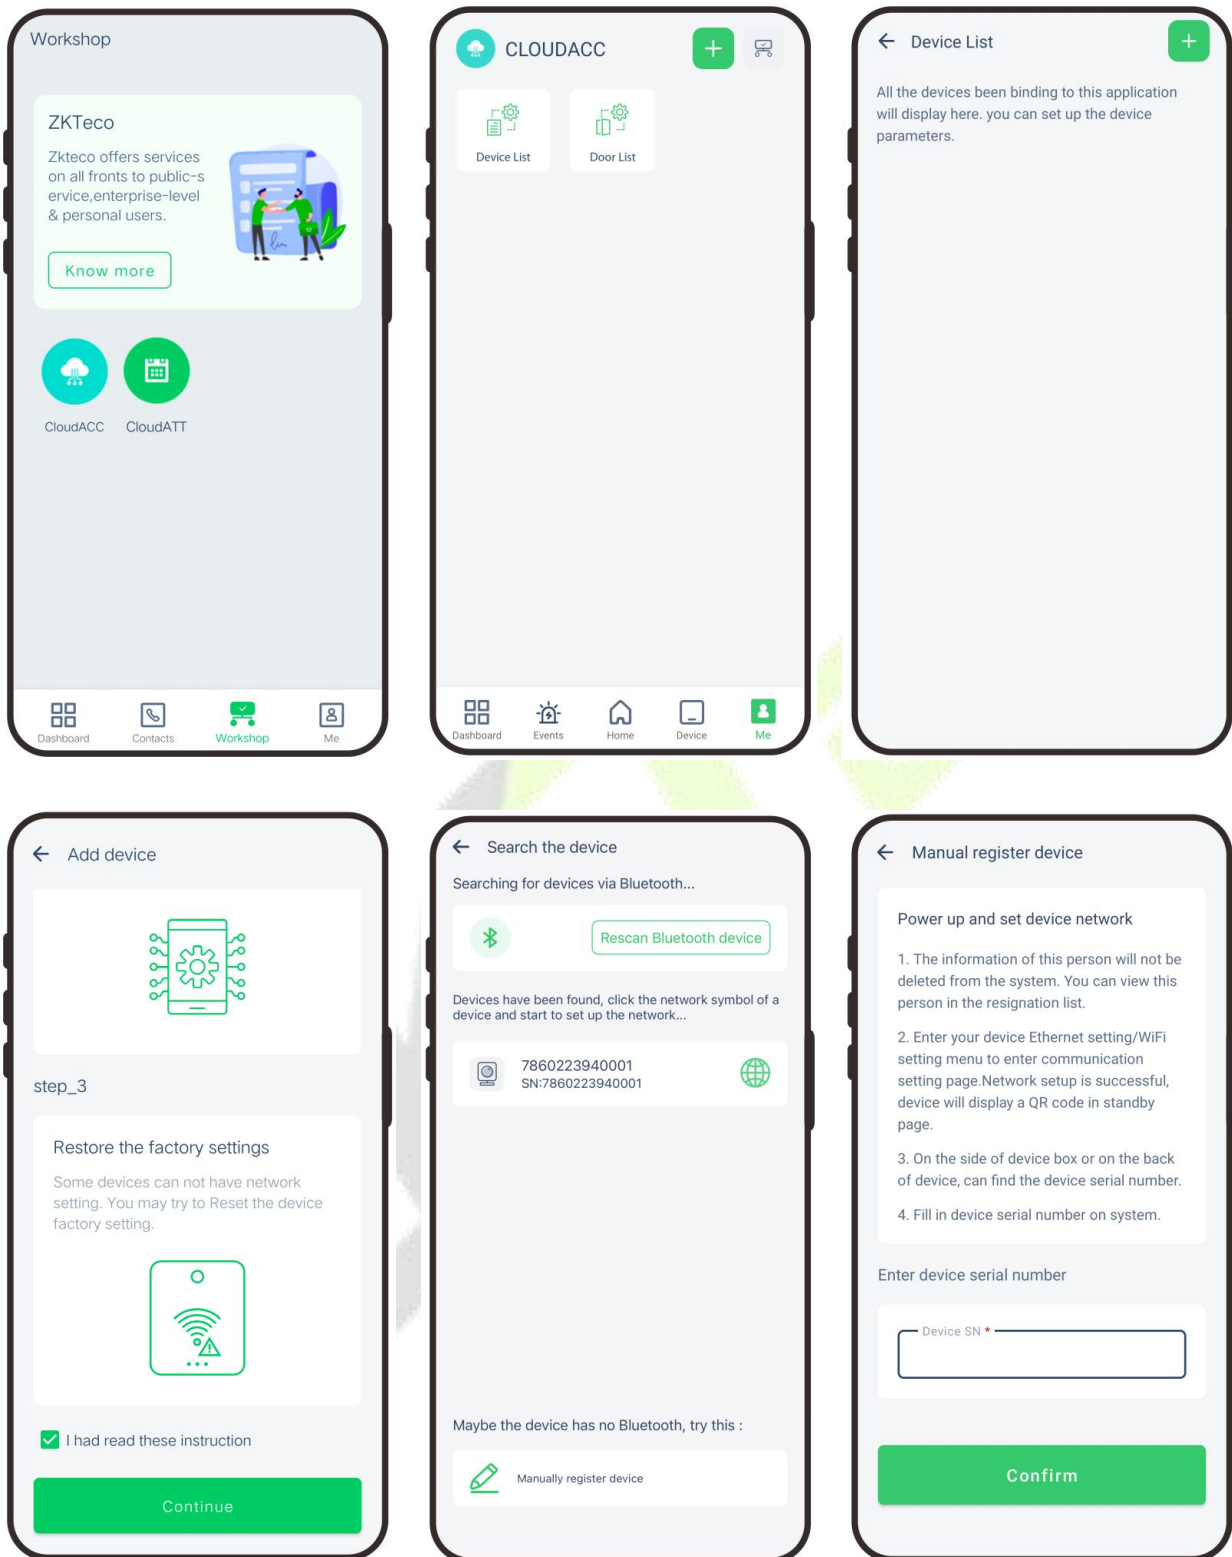 Workshop
ZKTeco
Zkteco offers services
on all fronts to public-s
ervice,enterprise-level
& personal users.
Know more
CloudACC
CloudATT
Dashboard
Contacts
Workshop
Me
CLOUDACC
+
Device List
Door List
Dashboard
Events
Home
Device
Me
Device List
+
All the devices been binding to this application
will display here. you can set up the device
parameters.
Add device
step_3
Restore the factory settings
Some devices can not have network
setting. You may try to Reset the device
factory setting.
I had read these instruction
Continue
Search the device
Searching for devices via Bluetooth...
Rescan Bluetooth device
Devices have been found, click the network symbol of a
device and start to set up the network...
7860223940001
SN:7860223940001
Maybe the device has no Bluetooth, try this :
Manually register device
Manual register device
Power up and set device network
1. The information of this person will not be
deleted from the system. You can view this
person in the resignation list.
2. Enter your device Ethernet setting/WiFi
setting menu to enter communication
setting page.Network setup is successful,
device will display a QR code in standby
page.
3. On the side of device box or on the back
of device, can find the device serial number.
4. Fill in device serial number on system.
Enter device serial number
Device SN *
Confirm